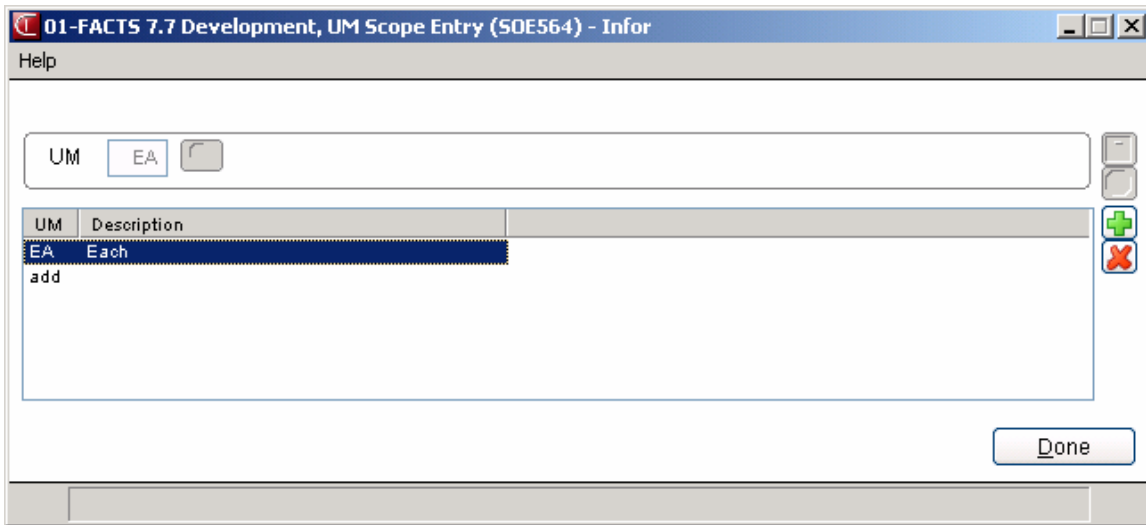 01-FACTS 7.7 Development, UM Scope Entry (SOE564) - Infor
Help
UM EA
UM Description
EA Each
add
Done